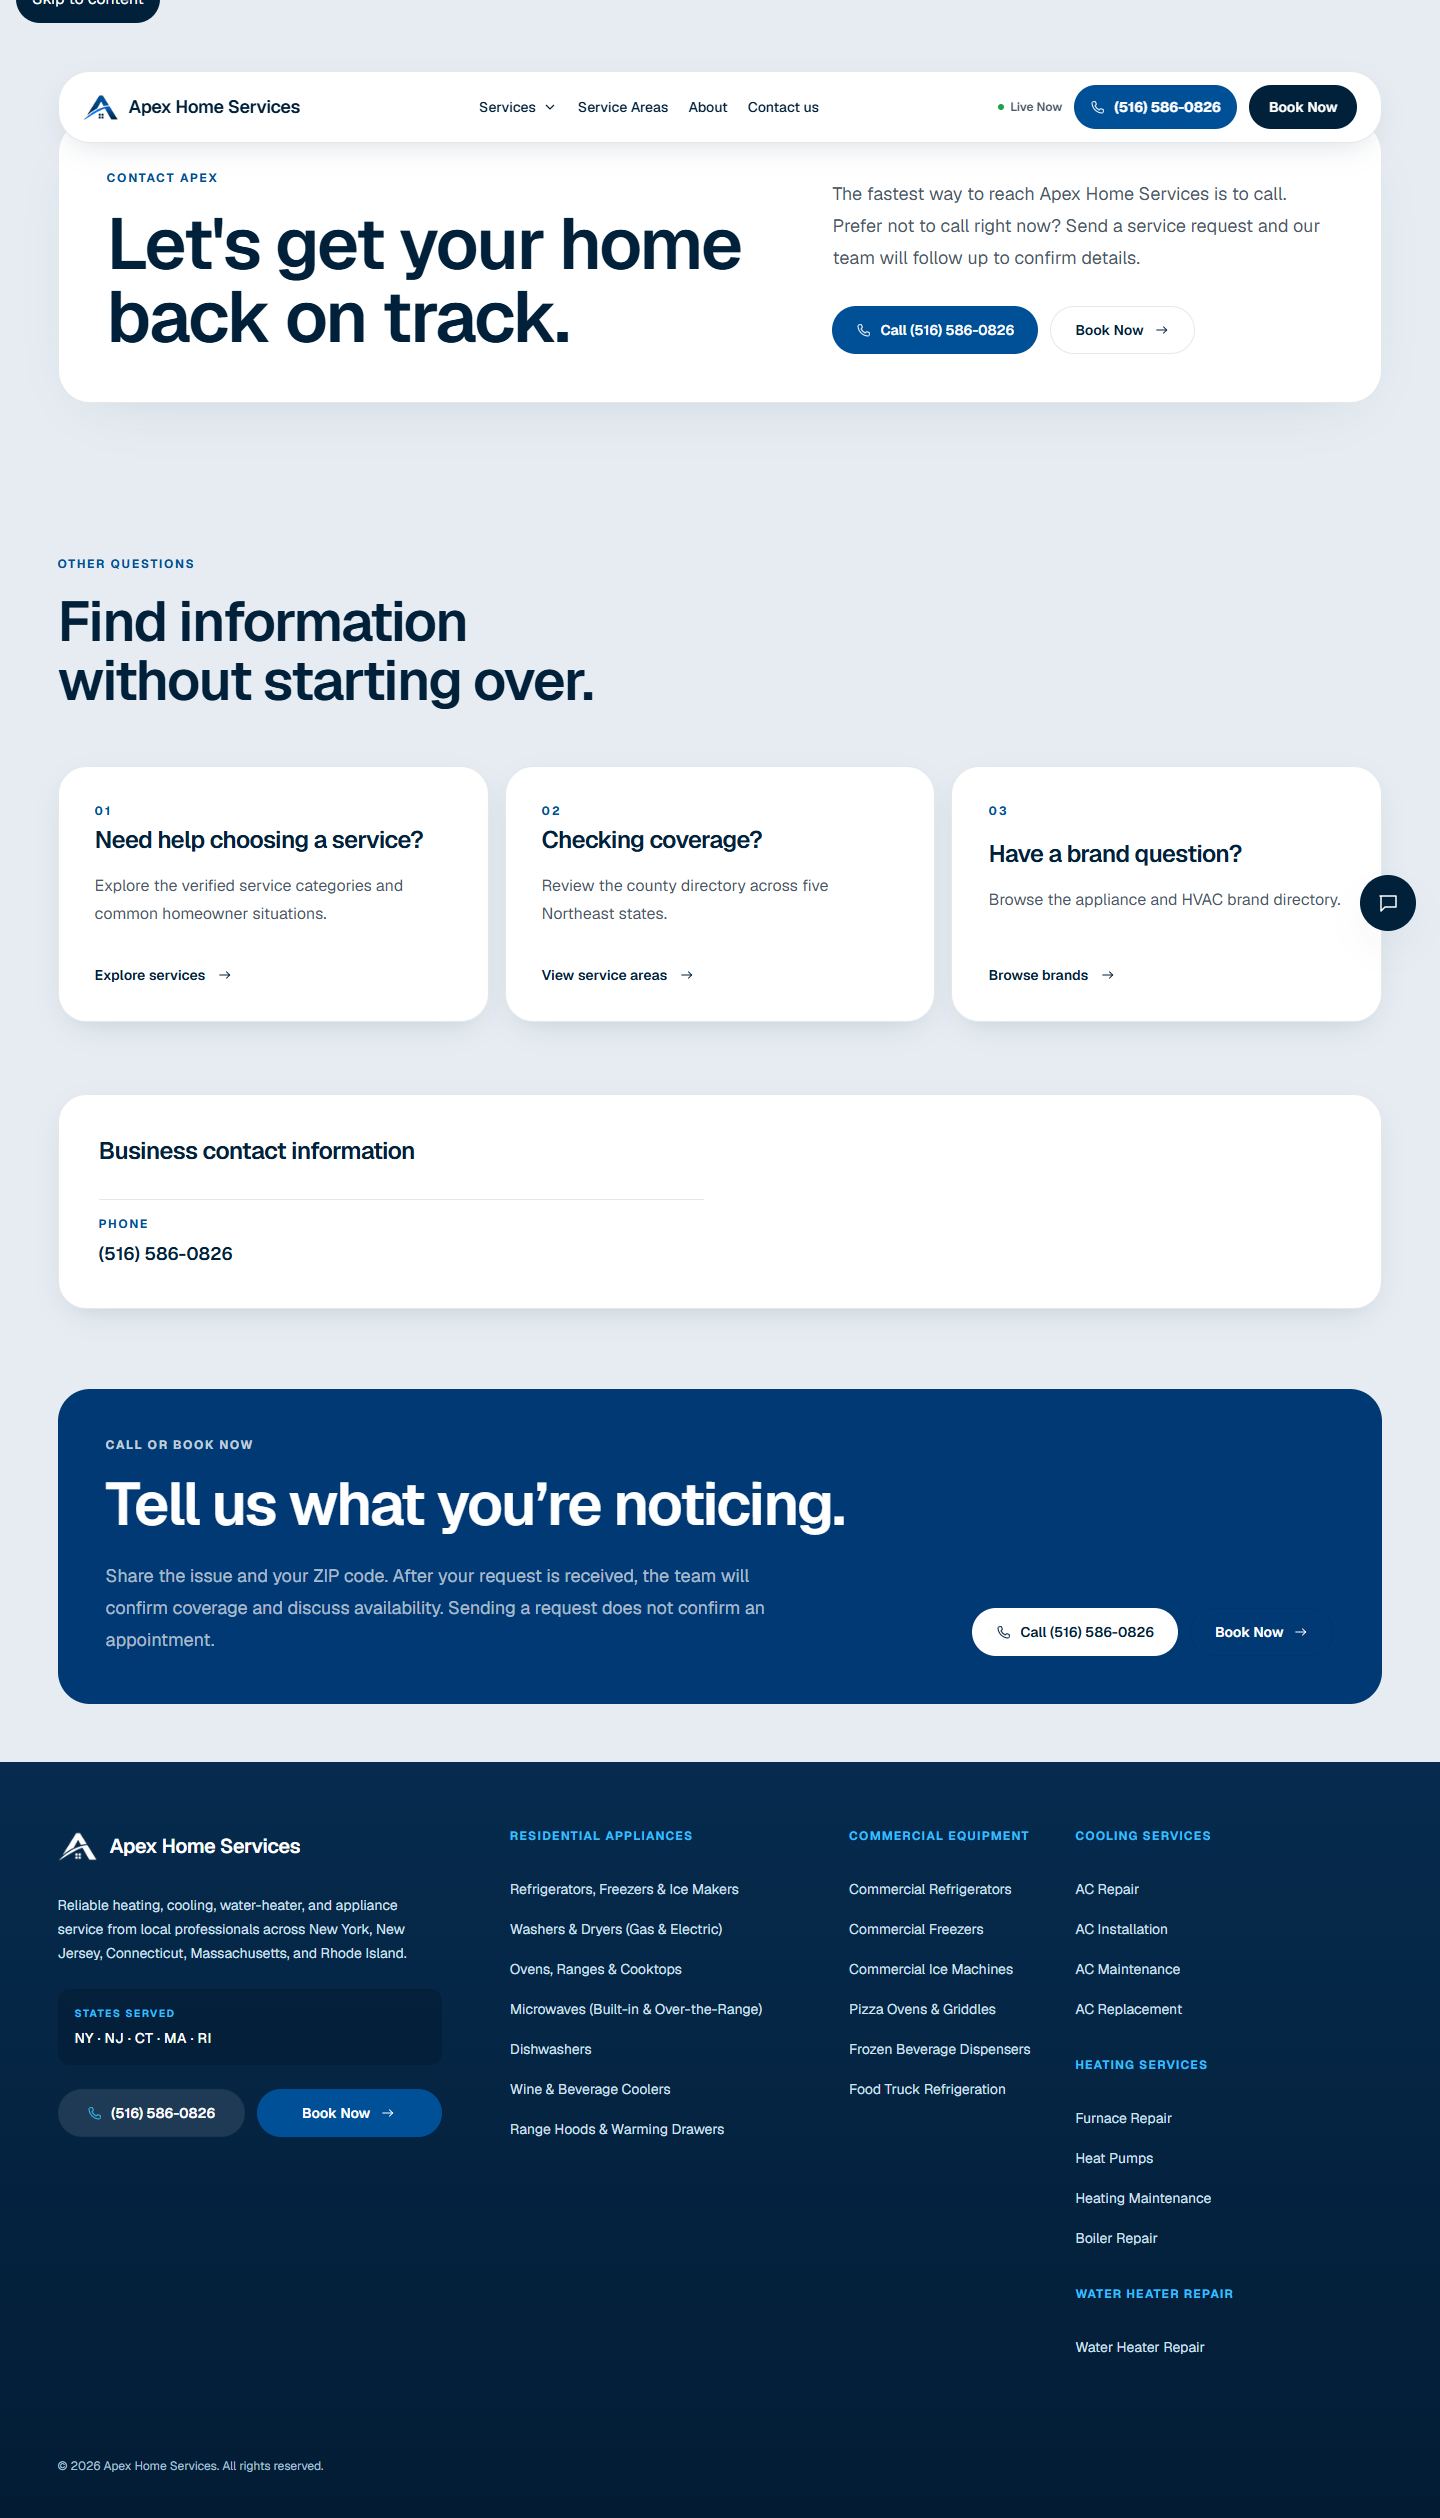 Skip to content
Apex Home Services
Services
Service Areas
About
Contact us
Live Now
(516) 586-0826
Book Now
CONTACT APEX
Let's get your home
back on track.
The fastest way to reach Apex Home Services is to call.
Prefer not to call right now? Send a service request and our
team will follow up to confirm details.
Call (516) 586-0826
Book Now
OTHER QUESTIONS
Find information
without starting over.
01
Need help choosing a service?
Explore the verified service categories and
common homeowner situations.
Explore services
02
Checking coverage?
Review the county directory across five
Northeast states.
View service areas
03
Have a brand question?
Browse the appliance and HVAC brand directory.
Browse brands
Business contact information
PHONE
(516) 586-0826
CALL OR BOOK NOW
Tell us what you’re noticing.
Share the issue and your ZIP code. After your request is received, the team will
confirm coverage and discuss availability. Sending a request does not confirm an
appointment.
Call (516) 586-0826
Book Now
Apex Home Services
Reliable heating, cooling, water-heater, and appliance
service from local professionals across New York, New
Jersey, Connecticut, Massachusetts, and Rhode Island.
STATES SERVED
NY · NJ · CT · MA · RI
(516) 586-0826
Book Now
RESIDENTIAL APPLIANCES
Refrigerators, Freezers & Ice Makers
Washers & Dryers (Gas & Electric)
Ovens, Ranges & Cooktops
Microwaves (Built-in & Over-the-Range)
Dishwashers
Wine & Beverage Coolers
Range Hoods & Warming Drawers
COMMERCIAL EQUIPMENT
Commercial Refrigerators
Commercial Freezers
Commercial Ice Machines
Pizza Ovens & Griddles
Frozen Beverage Dispensers
Food Truck Refrigeration
COOLING SERVICES
AC Repair
AC Installation
AC Maintenance
AC Replacement
HEATING SERVICES
Furnace Repair
Heat Pumps
Heating Maintenance
Boiler Repair
WATER HEATER REPAIR
Water Heater Repair
© 2026 Apex Home Services. All rights reserved.